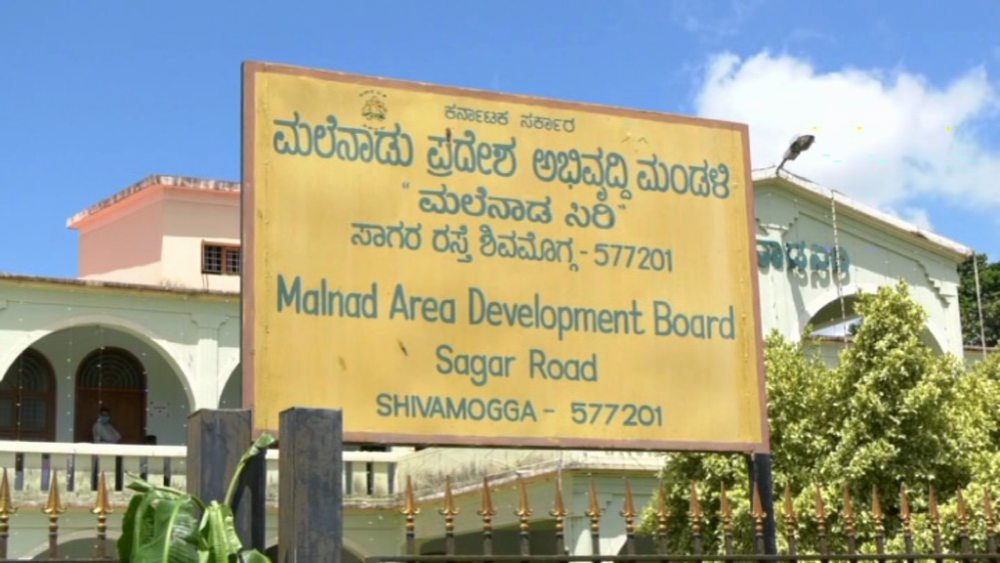 ಕರ್ನಾಟಕ ಸರ್ಕಾರ
ಮಲೆನಾಡು ಪ್ರದೇಶ ಅಭಿವೃದ್ದಿ ಮಂಡಳಿ
"ಮಲೆನಾಡ ಸಿರಿ"
ಸಾಗರ ರಸ್ತೆ ಶಿವಮೊಗ್ಗ - 577201
Malnad Area Development Board
Sagar Road
SHIVAMOGGA - 577201